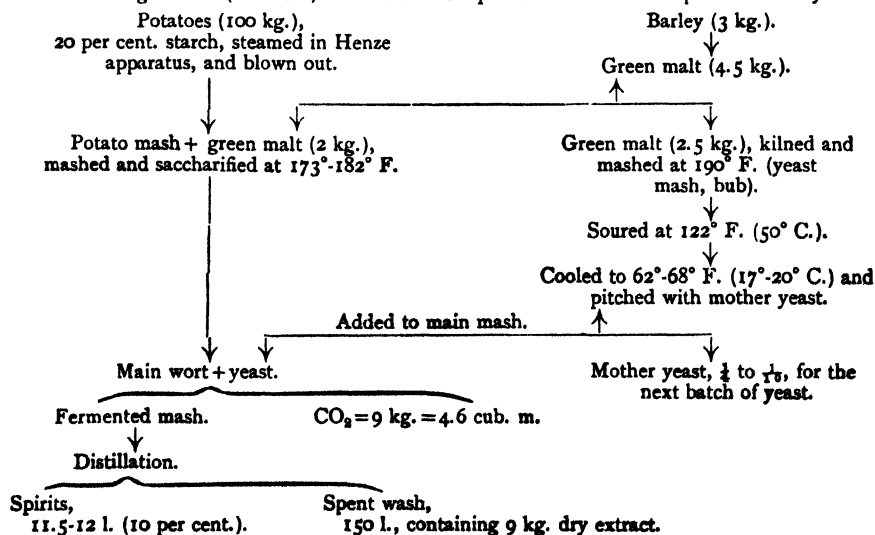 Potatoes (100 kg.),
20 per cent. starch, steamed in Henze
apparatus, and blown out.
Barley (3 kg.).
Green malt (4.5 kg.).
Potato mash + green malt (2 kg.),
mashed and saccharified at 173°-182° F.
Green malt (2.5 kg.), kilned and
mashed at 190° F. (yeast
mash, bub).
Soured at 122° F. (50° C.).
Cooled to 62°-68° F. (17°-20° C.) and
pitched with mother yeast.
Added to main mash.
Main wort + yeast.
Mother yeast, to , for the
next batch of yeast.
Fermented mash.
CO₂ = 9 kg. = 4.6 cub. m.
Distillation.
Spirits,
11.5-12 l. (10 per cent.).
Spent wash,
150 l., containing 9 kg. dry extract.